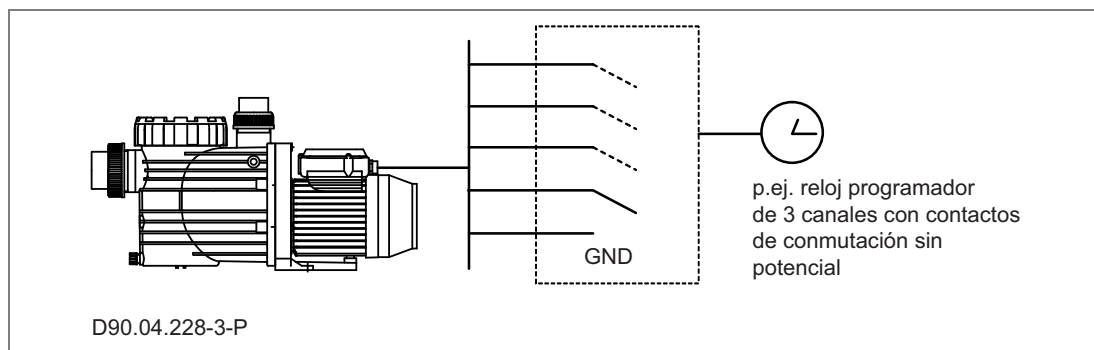 GND
p.ej. reloj programador
de 3 canales con contactos
de conmutación sin
potencial
D90.04.228-3-P